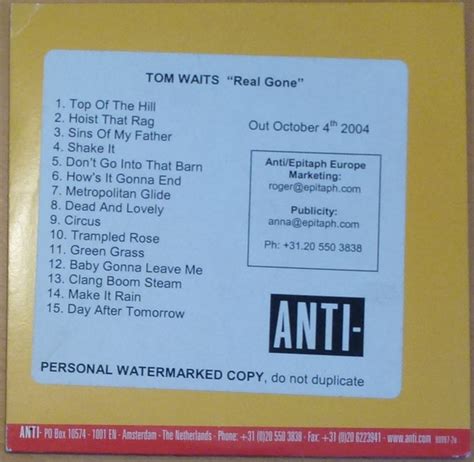 TOM WAITS "Real Gone"
1. Top Of The Hill
2. Hoist That Rag
3. Sins Of My Father
4. Shake It
5. Don't Go Into That Barn
6. How's It Gonna End
7. Metropolitan Glide
8. Dead And Lovely
9. Circus
10. Trampled Rose
11. Green Grass
12. Baby Gonna Leave Me
13. Clang Boom Steam
14. Make It Rain
15. Day After Tomorrow
Out October 4th 2004
Anti/Epitaph Europe
Marketing:
roger@epitaph.com
Publicity:
anna@epitaph.com
Ph: +31.20 550 3838
ANTI-
PERSONAL WATERMARKED COPY, do not duplicate
ANTI- PO Box 10574 - 1001 EN - Amsterdam - The Netherlands - Phone: +31 (0)20 550 3838 - Fax: +31 (0)20 6223941 - www.anti.com